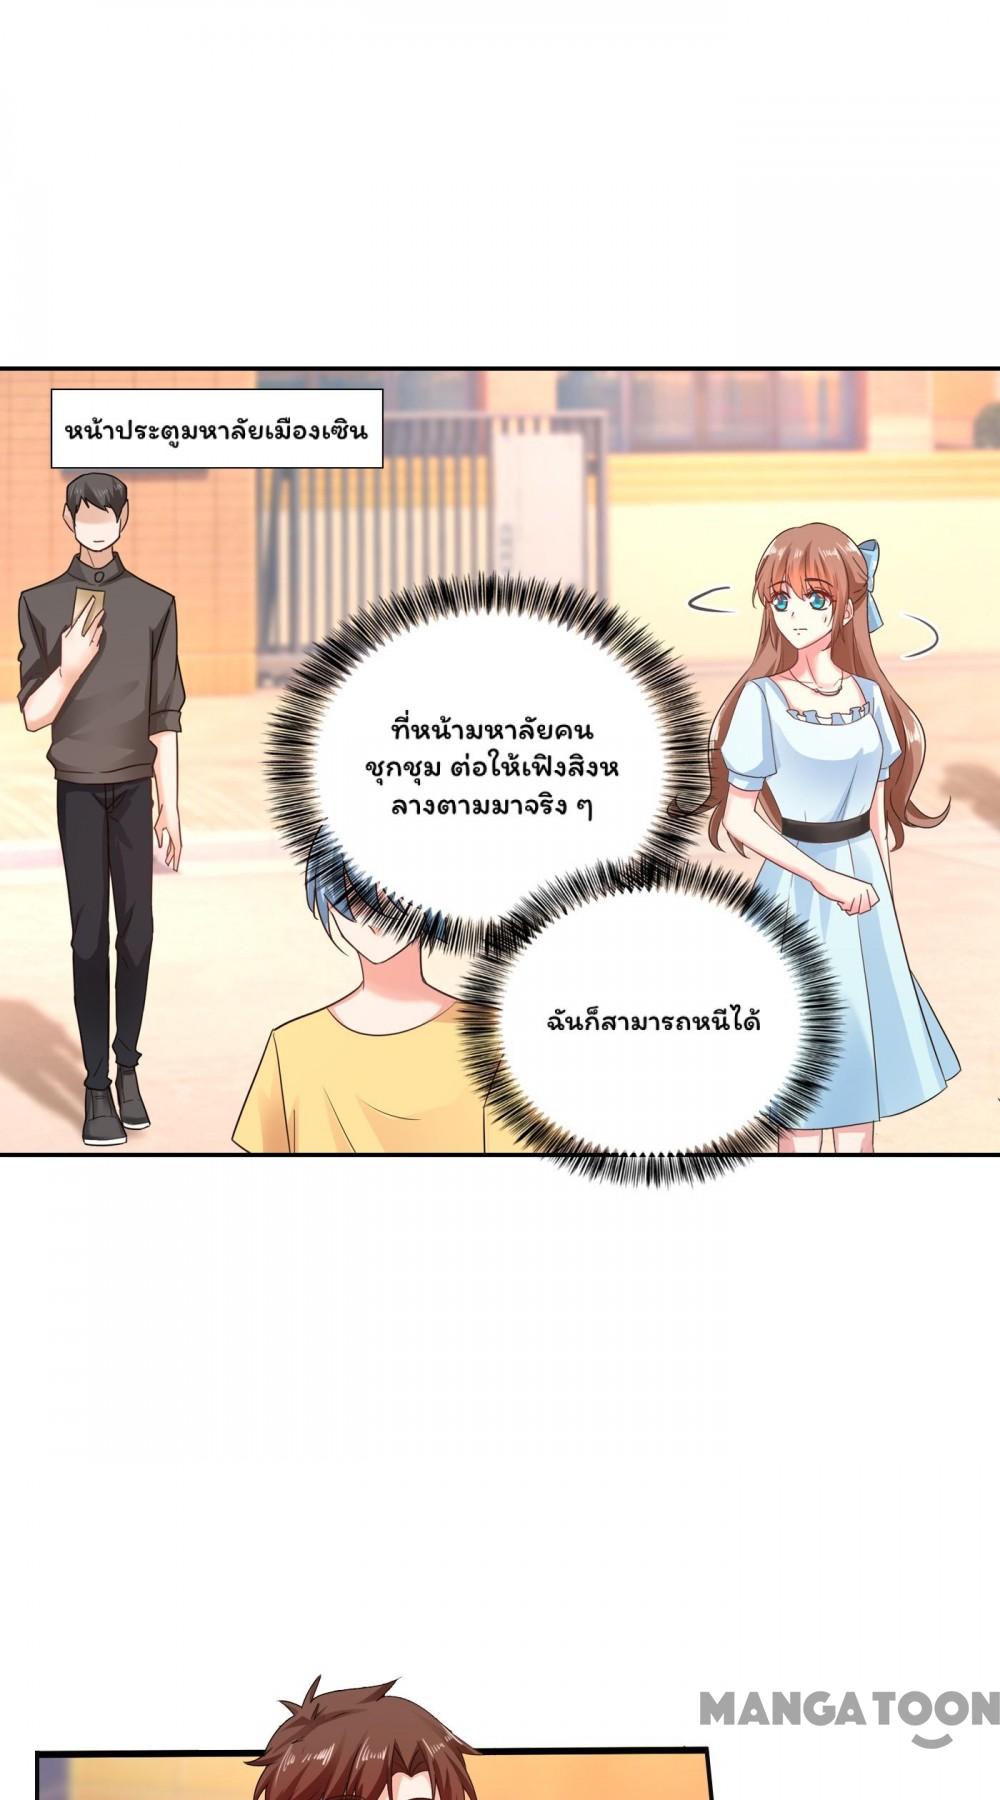 หน้าประตูมหาลัยเมืองเซิน
ที่หน้ามหาลัยคน
ชุกชุม ต่อให้เฟิงสิงห
ลางตามมาจริง ๆ
ฉันก็สามารถหนีได้
MANGATOON